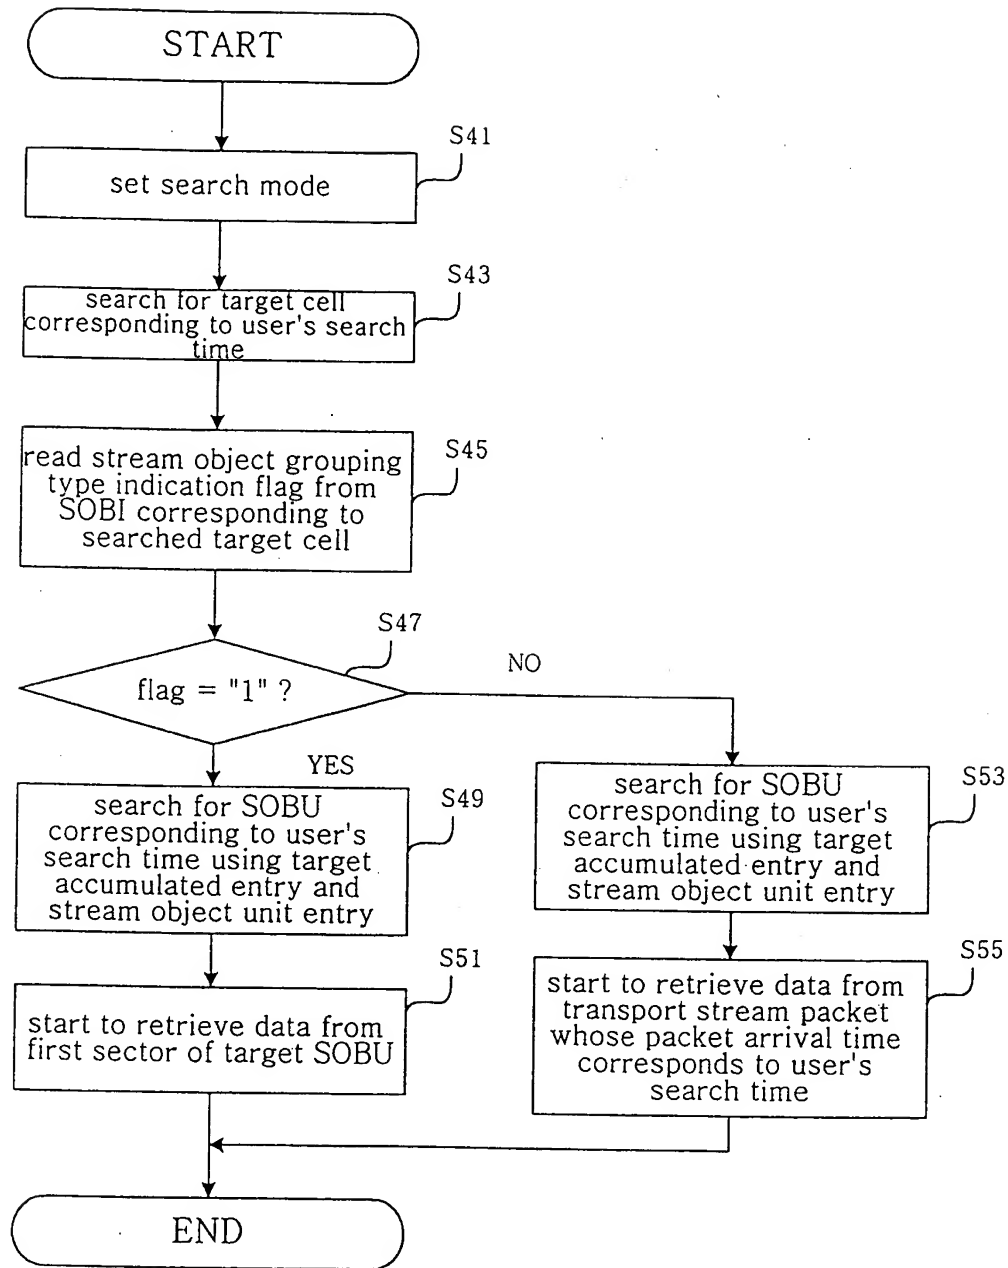 START
S41
set search mode
S43
search for target cell
corresponding to user's search
time
S45
read stream object grouping
type indication flag from
SOBI corresponding to
searched target cell
S47
flag = "1" ?
NO
YES
S49
search for SOBU
corresponding to user's
search time using target
accumulated entry and
stream object unit entry
S53
search for SOBU
corresponding to user's
search time using target
accumulated entry and
stream object unit entry
S51
start to retrieve data from
first sector of target SOBU
S55
start to retrieve data from
transport stream packet
whose packet arrival time
corresponds to user's
search time
END